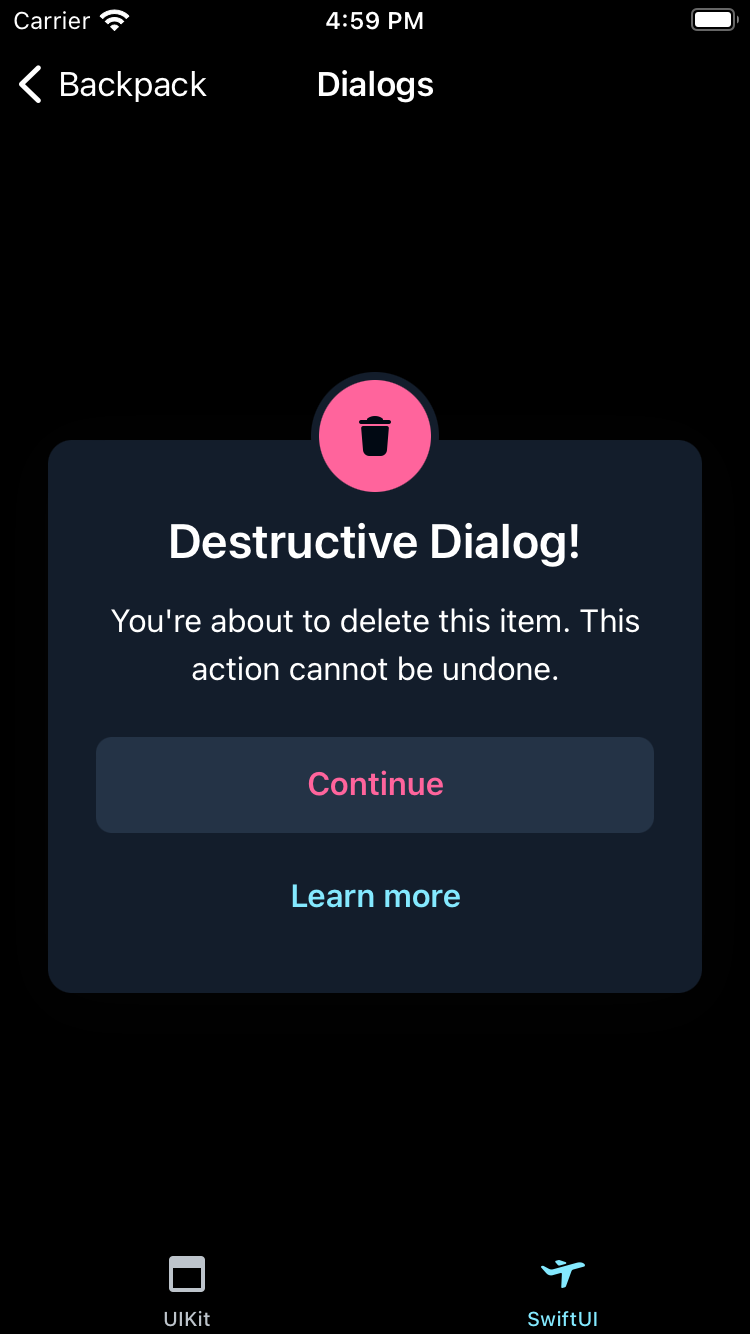 Carrier 4:59 PM
Backpack Dialogs
Destructive Dialog!
You're about to delete this item. This
action cannot be undone.
Continue
Learn more
UIKit SwiftUI